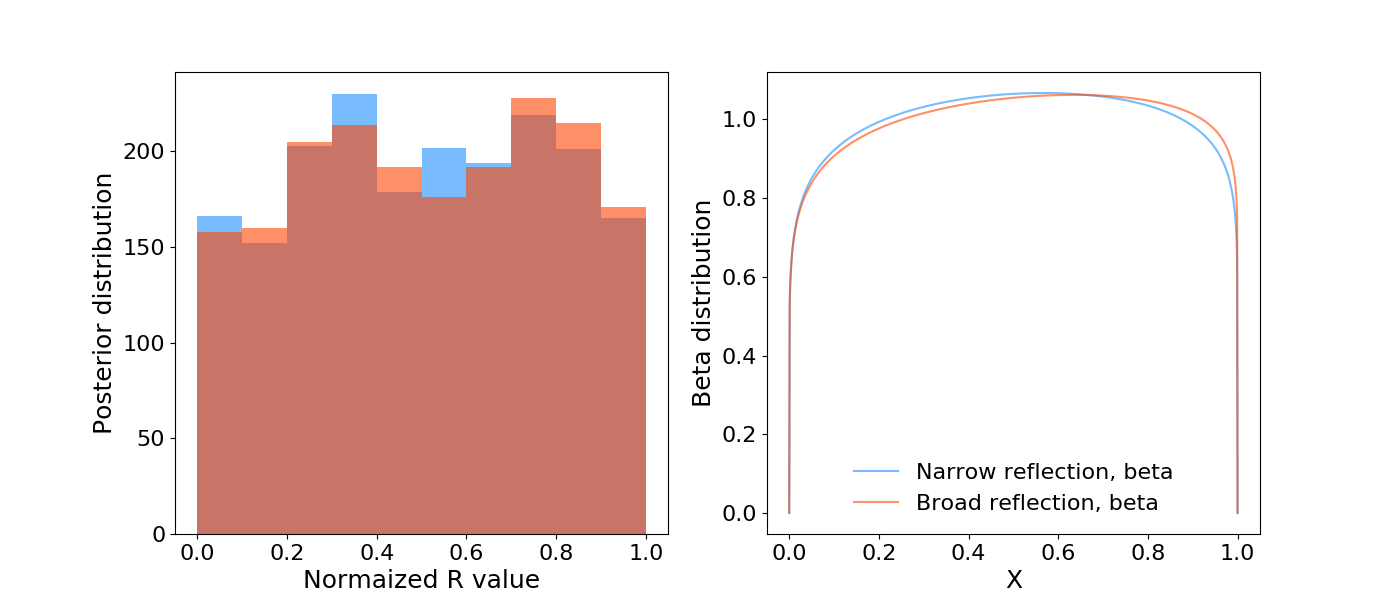 Posterior distribution
200
150
100
50
0
0.0 0.2 0.4 0.6 0.8 1.0
Normaized R value
Beta distribution
1.0
0.8
0.6
0.4
0.2
0.0
Narrow reflection, beta
Broad reflection, beta
0.0 0.2 0.4 0.6 0.8 1.0
X